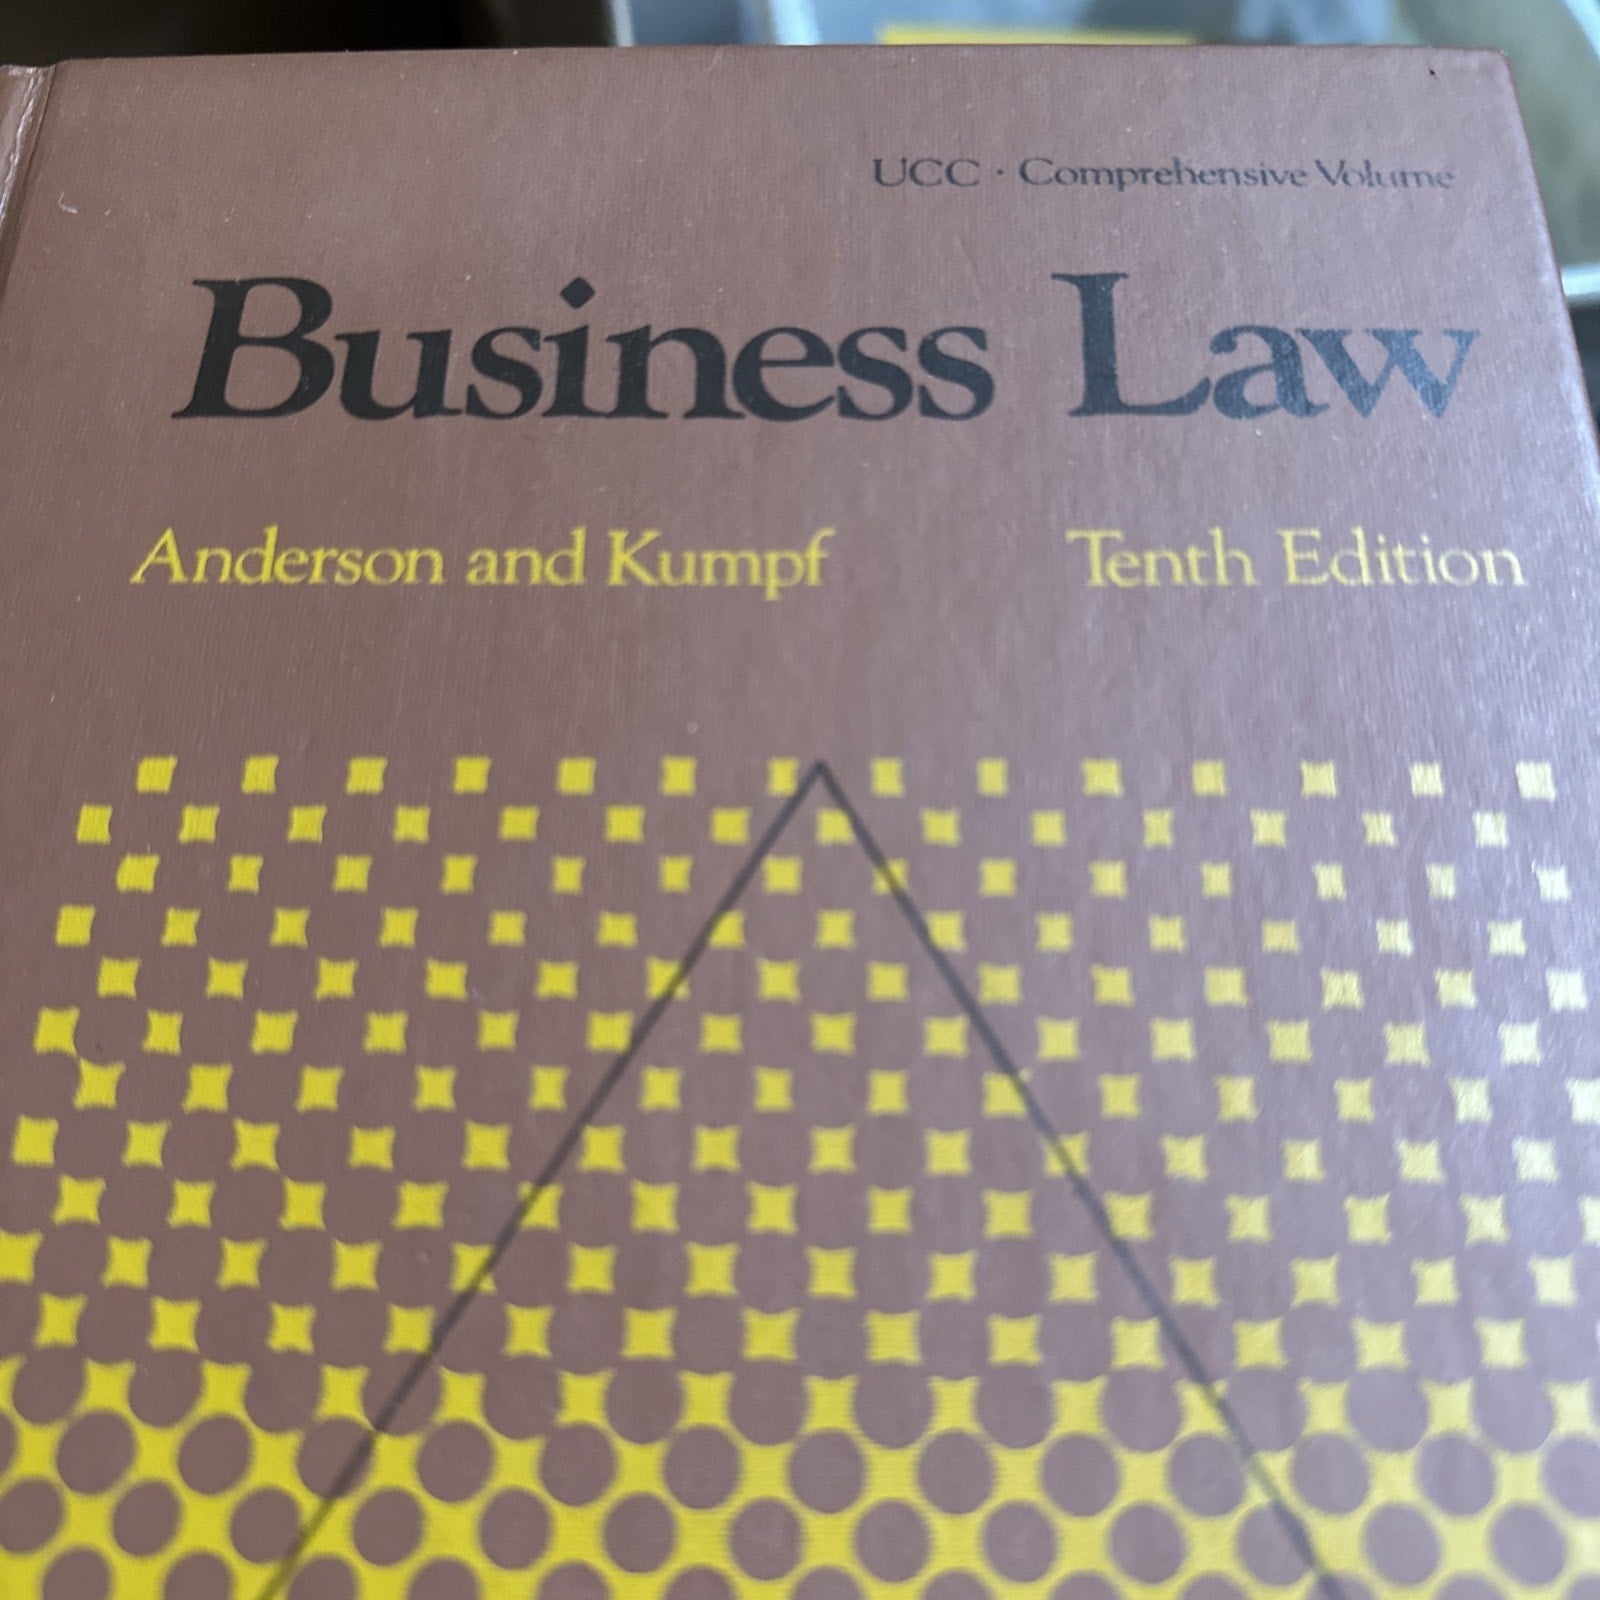 UCC · Comprehensive Volume
Business Law
Anderson and Kumpf Tenth Edition